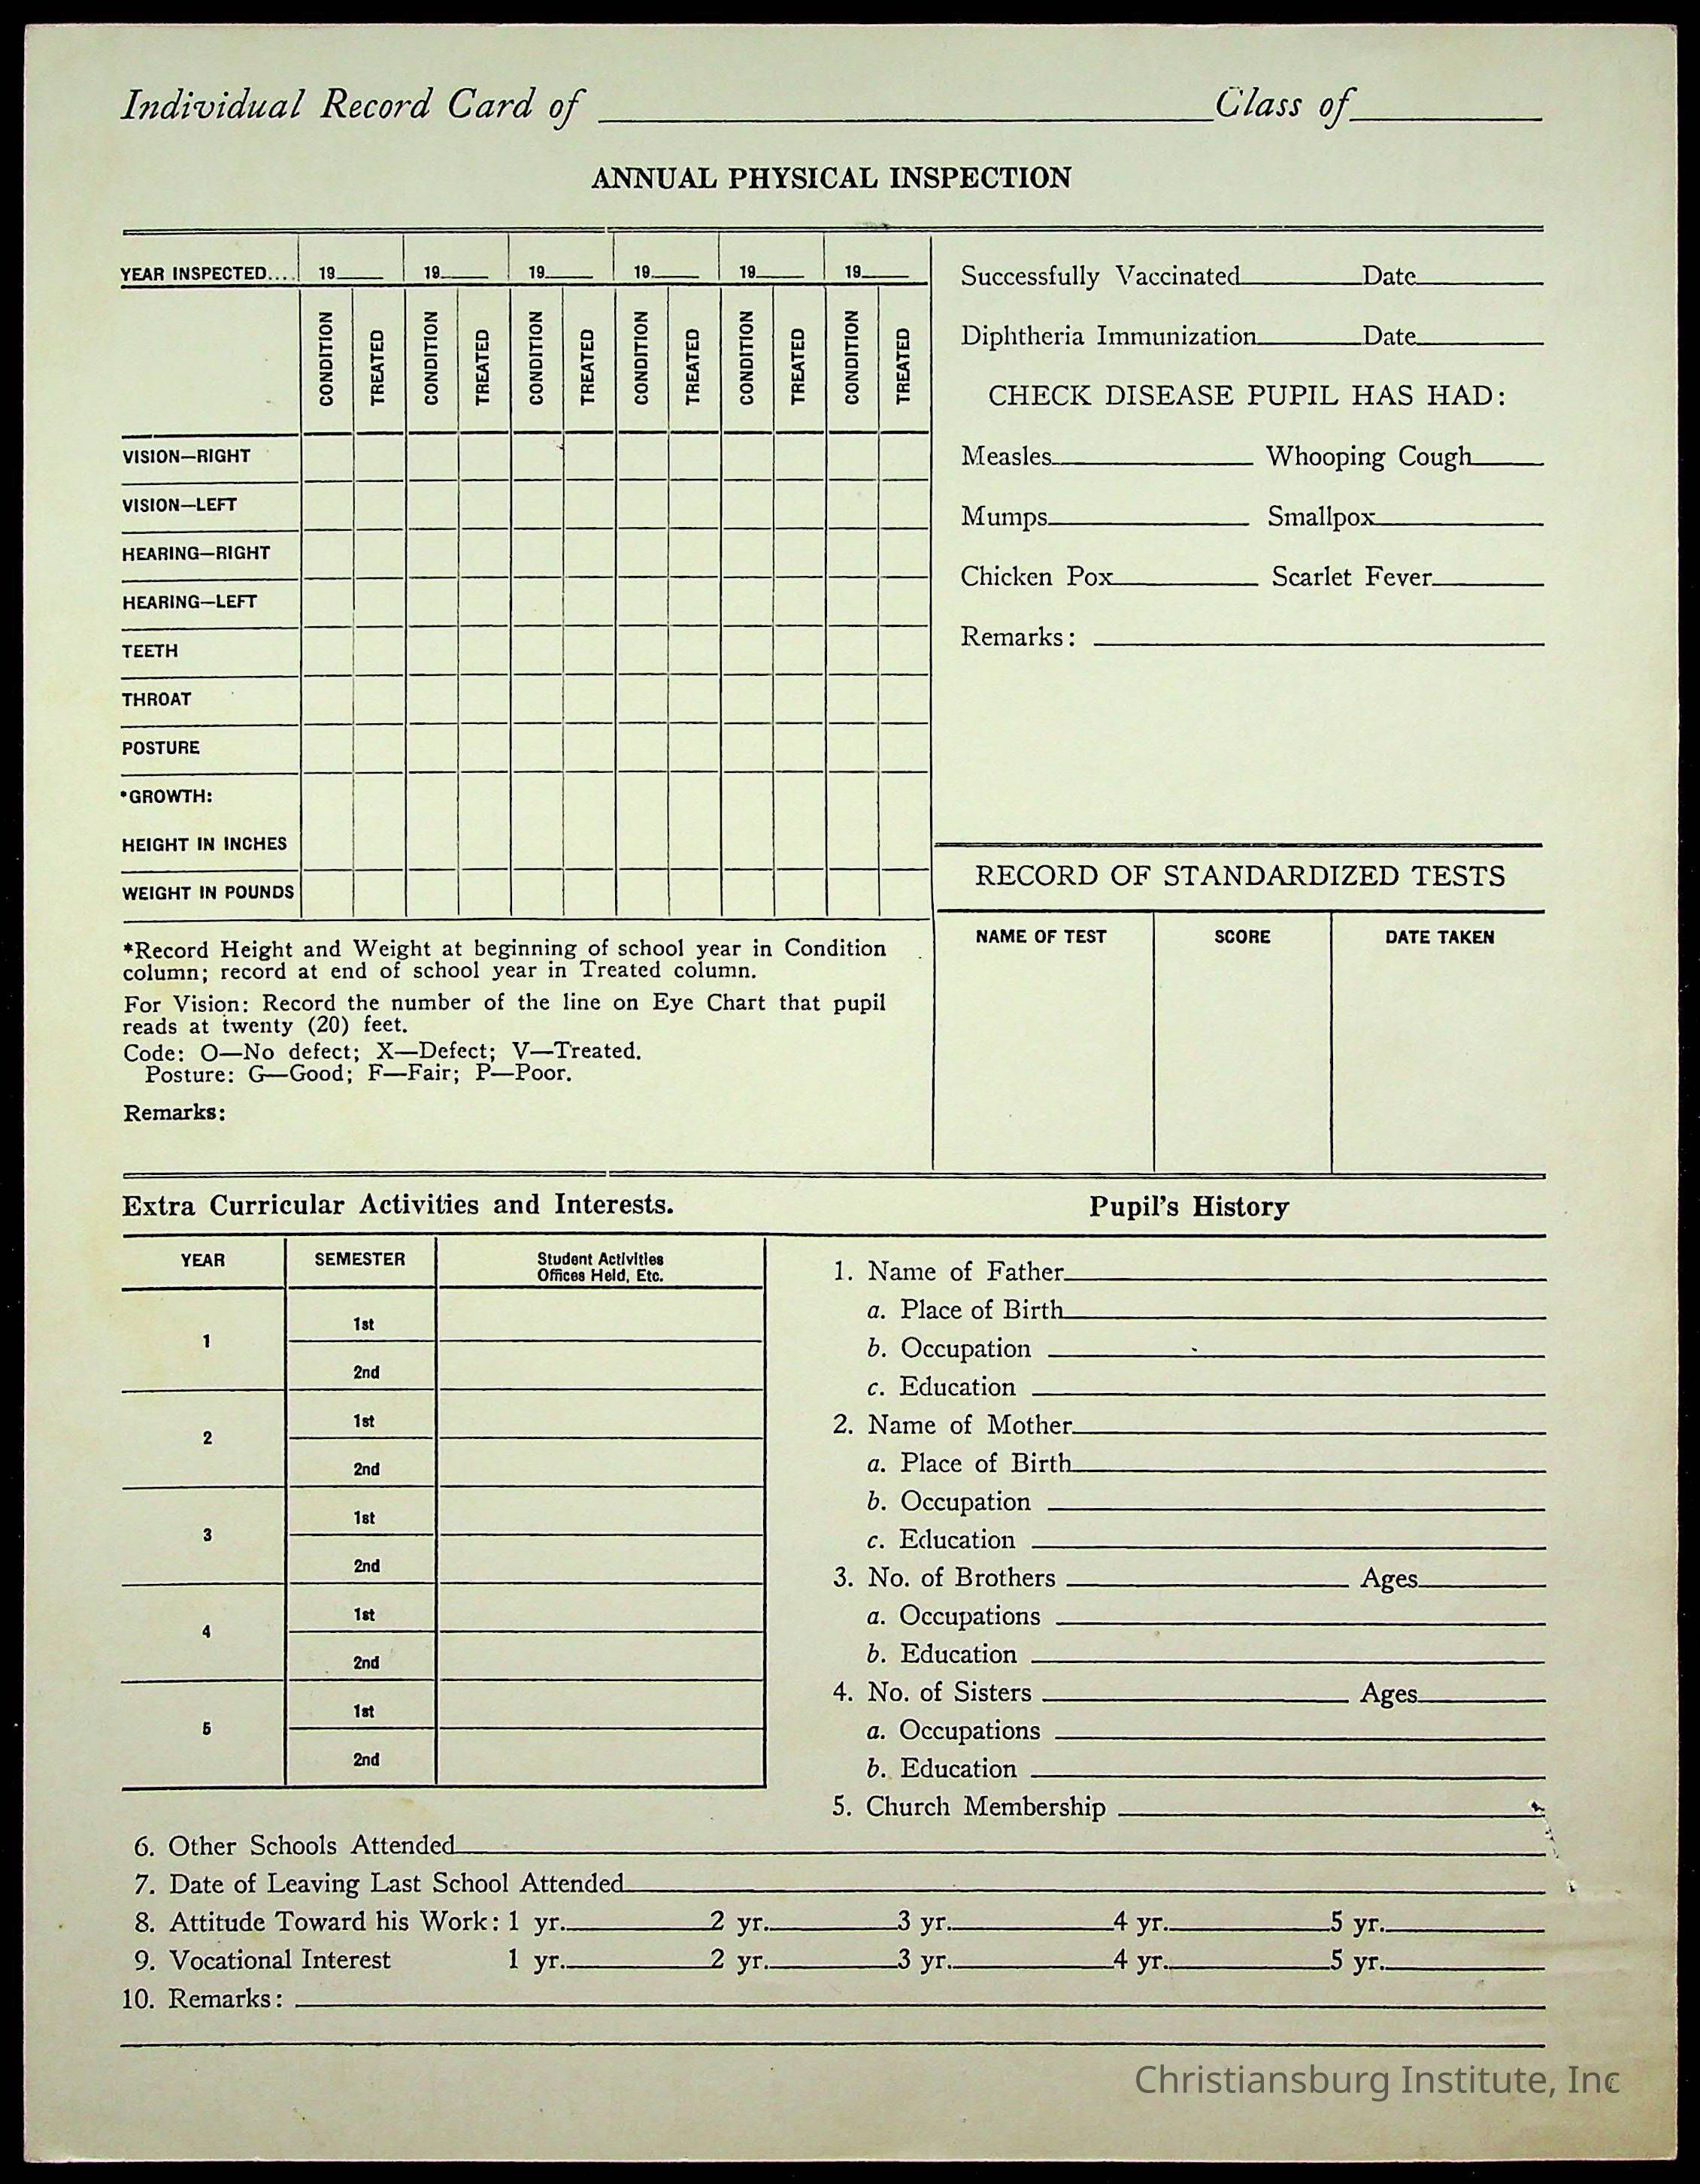 Individual Record Card of Class of
ANNUAL PHYSICAL INSPECTION
YEAR INSPECTED.... 19 19 19 19 19 19
CONDITION TREATED CONDITION TREATED CONDITION TREATED CONDITION TREATED CONDITION TREATED CONDITION TREATED
VISION—RIGHT
VISION—LEFT
HEARING—RIGHT
HEARING—LEFT
TEETH
THROAT
POSTURE
*GROWTH:
HEIGHT IN INCHES
WEIGHT IN POUNDS
*Record Height and Weight at beginning of school year in Condition
column; record at end of school year in Treated column.
For Vision: Record the number of the line on Eye Chart that pupil
reads at twenty (20) feet.
Code: O—No defect; X—Defect; V—Treated.
Posture: G—Good; F—Fair; P—Poor.
Remarks:
Successfully Vaccinated Date
Diphtheria Immunization Date
CHECK DISEASE PUPIL HAS HAD:
Measles Whooping Cough
Mumps Smallpox
Chicken Pox Scarlet Fever
Remarks:
RECORD OF STANDARDIZED TESTS
NAME OF TEST SCORE DATE TAKEN
Extra Curricular Activities and Interests.
YEAR SEMESTER Student Activities
Offices Held, Etc.
1 1st
2nd
2 1st
2nd
3 1st
2nd
4 1st
2nd
5 1st
2nd
Pupil's History
1. Name of Father
a. Place of Birth
b. Occupation
c. Education
2. Name of Mother
a. Place of Birth
b. Occupation
c. Education
3. No. of Brothers Ages
a. Occupations
b. Education
4. No. of Sisters Ages
a. Occupations
b. Education
5. Church Membership
6. Other Schools Attended
7. Date of Leaving Last School Attended
8. Attitude Toward his Work: 1 yr. 2 yr. 3 yr. 4 yr. 5 yr.
9. Vocational Interest 1 yr. 2 yr. 3 yr. 4 yr. 5 yr.
10. Remarks:
Christiansburg Institute, Inc